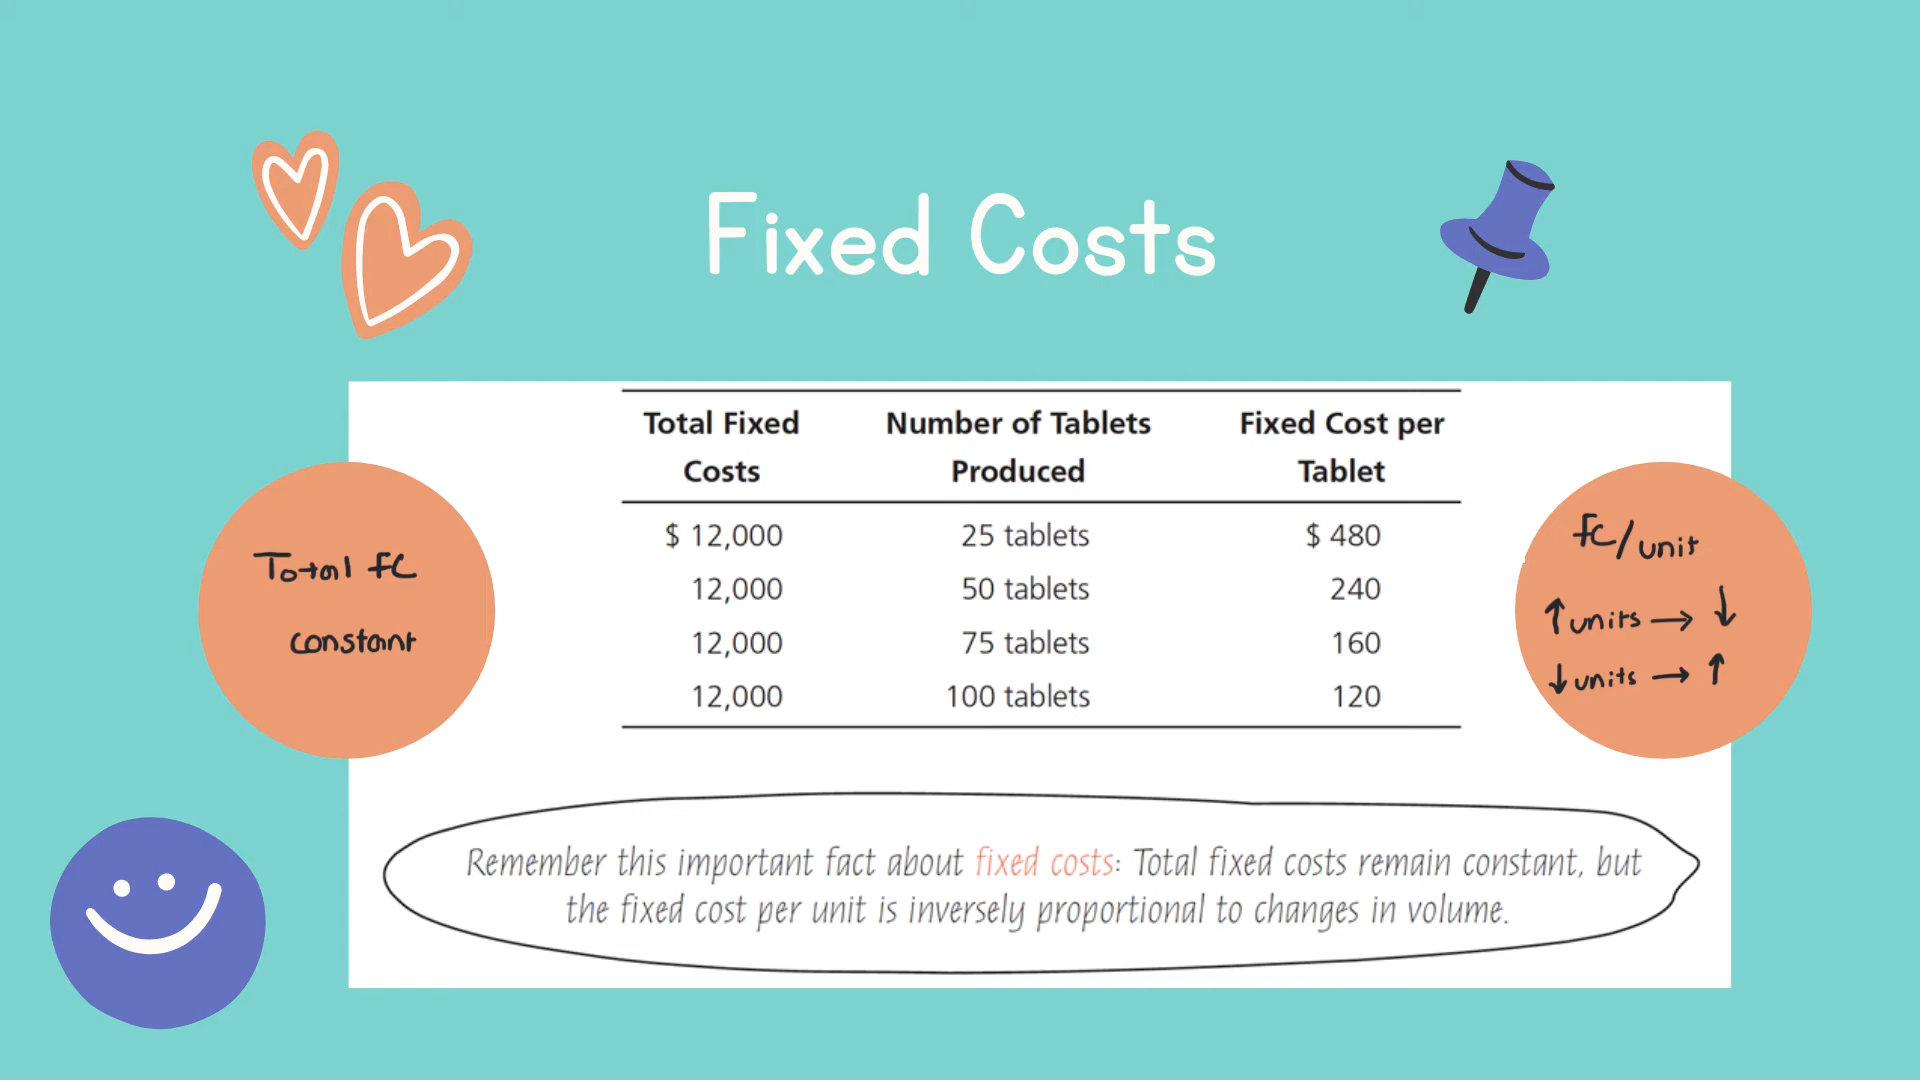 Fixed Costs
Total Fixed Number of Tablets Fixed Cost per
Costs Produced Tablet
$ 12,000 25 tablets $ 480
12,000 50 tablets 240
12,000 75 tablets 160
12,000 100 tablets 120
Total FC
constant
FC/unit
↑ units → ↓
↓ units → ↑
Remember this important fact about fixed costs: Total fixed costs remain constant, but
the fixed cost per unit is inversely proportional to changes in volume.